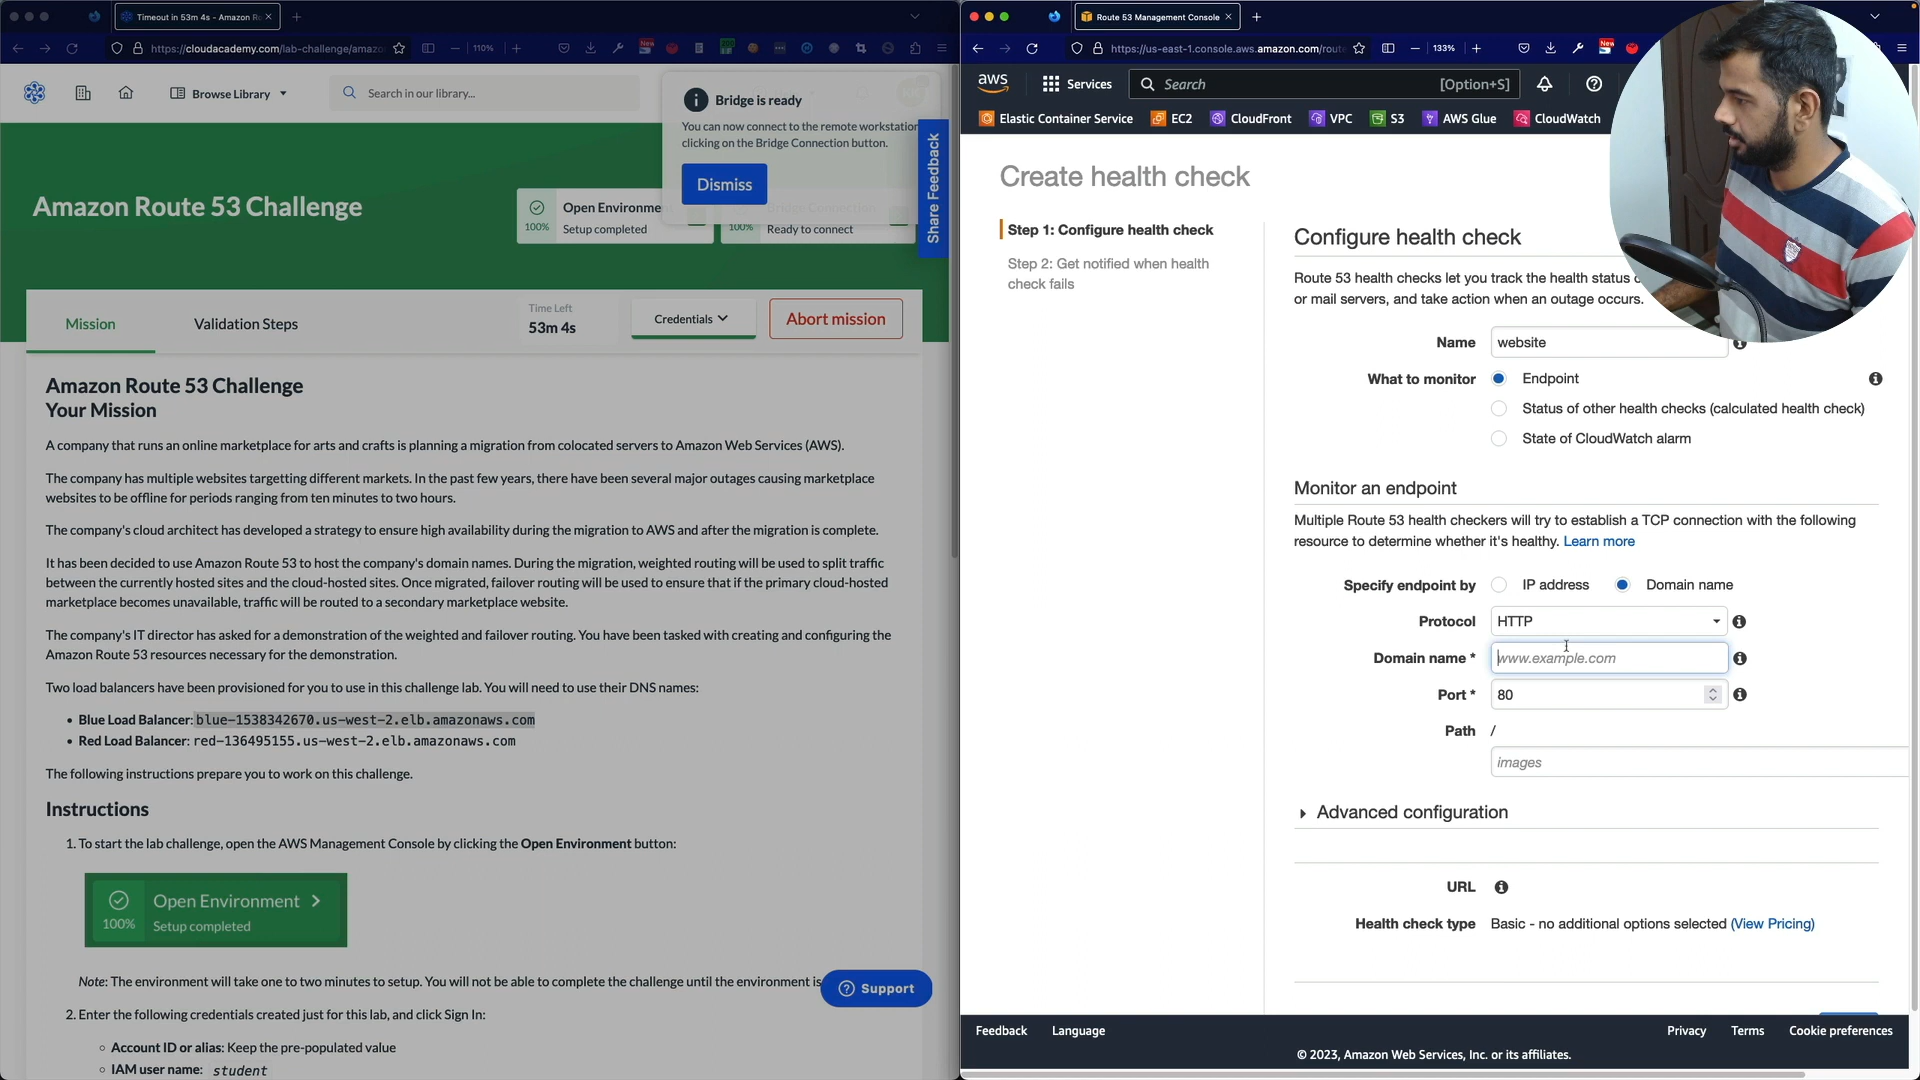 Timeout in 53m 4s - Amazon Ro
https://cloudacademy.com/lab-challenge/amazo
110%
New
Browse Library
Search in our library...
Bridge is ready
You can now connect to the remote workstation
clicking on the Bridge Connection button.
Dismiss
Share Feedback
Amazon Route 53 Challenge
100%
Open Environme
Setup completed
100%
Ready to connect
Mission
Validation Steps
Time Left
53m 4s
Credentials
Abort mission
Amazon Route 53 Challenge
Your Mission
A company that runs an online marketplace for arts and crafts is planning a migration from colocated servers to Amazon Web Services (AWS).
The company has multiple websites targetting different markets. In the past few years, there have been several major outages causing marketplace
websites to be offline for periods ranging from ten minutes to two hours.
The company's cloud architect has developed a strategy to ensure high availability during the migration to AWS and after the migration is complete.
It has been decided to use Amazon Route 53 to host the company's domain names. During the migration, weighted routing will be used to split traffic
between the currently hosted sites and the cloud-hosted sites. Once migrated, failover routing will be used to ensure that if the primary cloud-hosted
marketplace becomes unavailable, traffic will be routed to a secondary marketplace website.
The company's IT director has asked for a demonstration of the weighted and failover routing. You have been tasked with creating and configuring the
Amazon Route 53 resources necessary for the demonstration.
Two load balancers have been provisioned for you to use in this challenge lab. You will need to use their DNS names:
• Blue Load Balancer: blue-1538342670.us-west-2.elb.amazonaws.com
• Red Load Balancer: red-136495155.us-west-2.elb.amazonaws.com
The following instructions prepare you to work on this challenge.
Instructions
1. To start the lab challenge, open the AWS Management Console by clicking the Open Environment button:
Open Environment
100%
Setup completed
Note: The environment will take one to two minutes to setup. You will not be able to complete the challenge until the environment is
Support
2. Enter the following credentials created just for this lab, and click Sign In:
Account ID or alias: Keep the pre-populated value
IAM user name: student
Route 53 Management Console
https://us-east-1.console.aws.amazon.com/rout
133%
New
aws
Services
Search
[Option+S]
Elastic Container Service
EC2
CloudFront
VPC
S3
AWS Glue
CloudWatch
Create health check
Step 1: Configure health check
Step 2: Get notified when health
check fails
Configure health check
Route 53 health checks let you track the health status
or mail servers, and take action when an outage occurs.
Name website
What to monitor Endpoint
Status of other health checks (calculated health check)
State of CloudWatch alarm
Monitor an endpoint
Multiple Route 53 health checkers will try to establish a TCP connection with the following
resource to determine whether it's healthy. Learn more
Specify endpoint by IP address Domain name
Protocol HTTP
Domain name * www.example.com
Port * 80
Path /
images
Advanced configuration
URL
Health check type Basic - no additional options selected (View Pricing)
Feedback
Language
Privacy
Terms
Cookie preferences
© 2023, Amazon Web Services, Inc. or its affiliates.